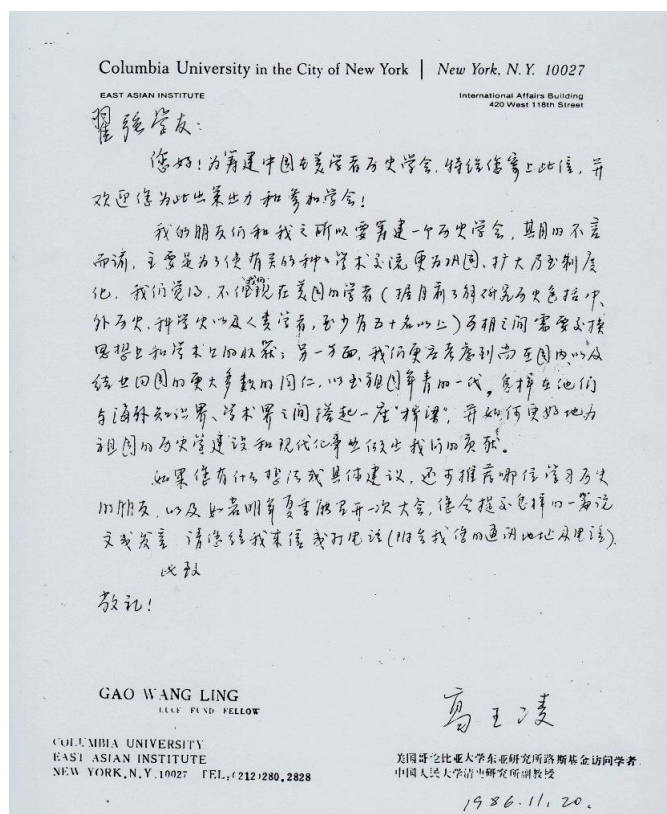 Columbia University in the City of New York | New York, N. Y. 10027
EAST ASIAN INSTITUTE
International Affairs Building
420 West 118th Street
翟强学友：
您好！为筹建中国留美学者历史学会，特给您寄上此信，并
欢迎您为此出策出力和参加学会！
我的朋友们和我之所以要筹建一个历史学会，其目的不言
而谕，主要是为了使有关的种种学术交流更为巩固、扩大乃至制度
化。我们觉得，不仅现在美国的学者（据目前了解研究历史包括中、
外历史、科学史以及人类学者，至少有五十名以上）互相之间需要交换
思想上和学术上的收获；另一方面，我们更应考虑到尚在国内以及
结业回国的更大多数的同仁，以至祖国年青的一代，怎样在他们
与海外知识界、学术界之间搭起一座“桥梁”，并如何更好地为
祖国的历史学建设和现代化事业做出我们的贡献。
如果您有什么想法或具体建议，还可推荐哪位学习历史
的朋友，以及如若明年夏季能召开一次大会，您会提交怎样的一篇论
文或发言，请您给我来信或打电话（附告我您的通讯地址及电话）。
此致
敬礼！
GAO WANG LING
LUCE FUND FELLOW
高王凌
COLUMBIA UNIVERSITY
EAST ASIAN INSTITUTE
NEW YORK,N.Y.10027 TEL,(212)280.2828
美国哥伦比亚大学东亚研究所路斯基金访问学者
中国人民大学清史研究所副教授
1986.11.20.